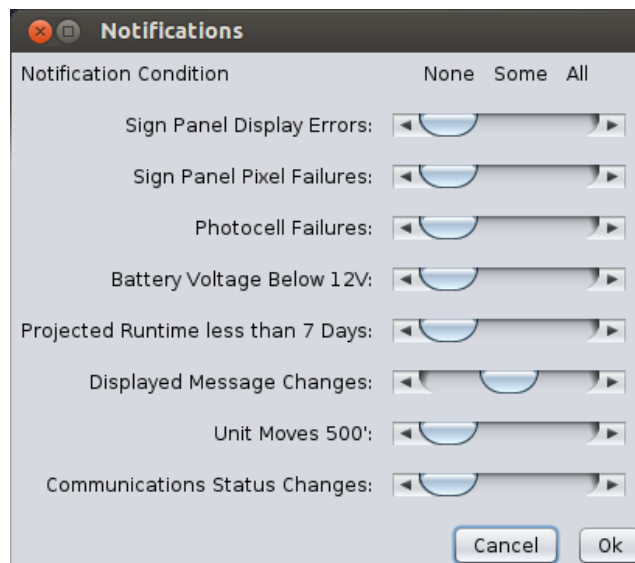 Notifications
Notification Condition None Some All
Sign Panel Display Errors:
Sign Panel Pixel Failures:
Photocell Failures:
Battery Voltage Below 12V:
Projected Runtime less than 7 Days:
Displayed Message Changes:
Unit Moves 500':
Communications Status Changes:
Cancel Ok